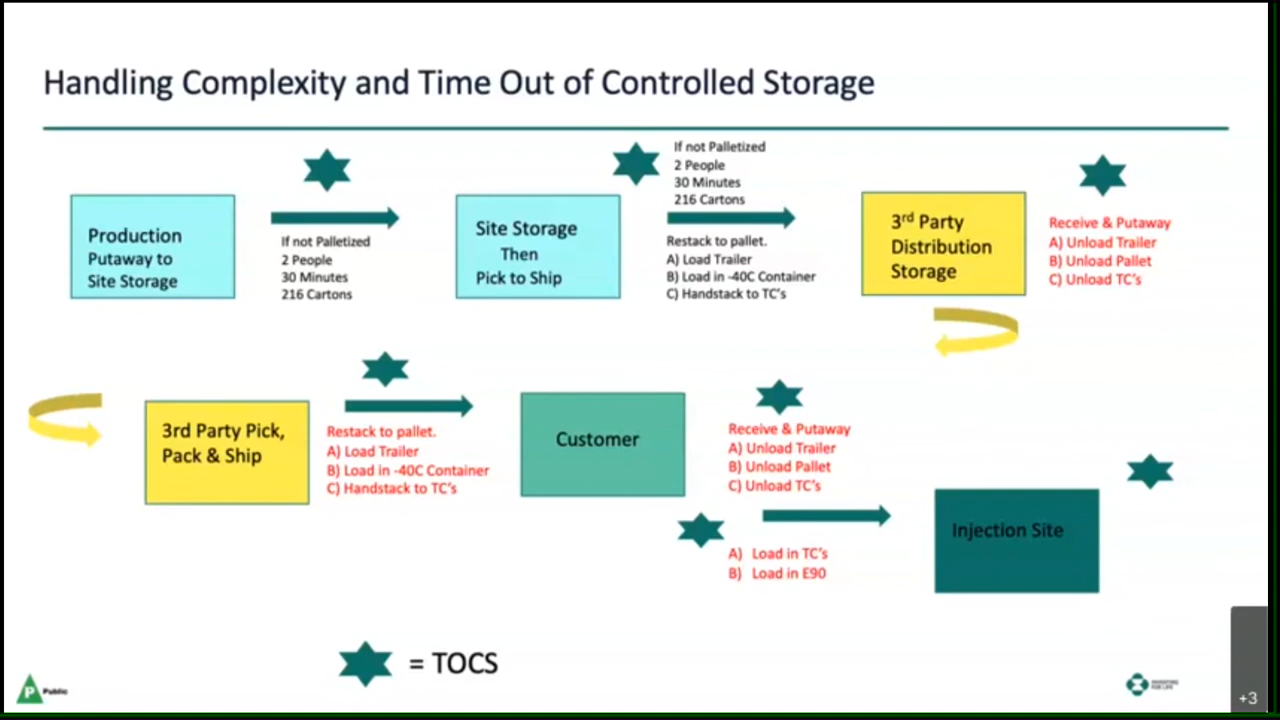 Handling Complexity and Time Out of Controlled Storage
Production
Putaway to
Site Storage
If not Palletized
2 People
30 Minutes
216 Cartons
Site Storage
Then
Pick to Ship
If not Palletized
2 People
30 Minutes
216 Cartons
Restack to pallet.
A) Load Trailer
B) Load in -40C Container
C) Handstack to TC's
3rd Party
Distribution
Storage
Receive & Putaway
A) Unload Trailer
B) Unload Pallet
C) Unload TC's
3rd Party Pick,
Pack & Ship
Restack to pallet.
A) Load Trailer
B) Load in -40C Container
C) Handstack to TC's
Customer
Receive & Putaway
A) Unload Trailer
B) Unload Pallet
C) Unload TC's
A) Load in TC's
B) Load in E90
Injection Site
= TOCS
P Public
INVENTING
FOR LIFE
+3